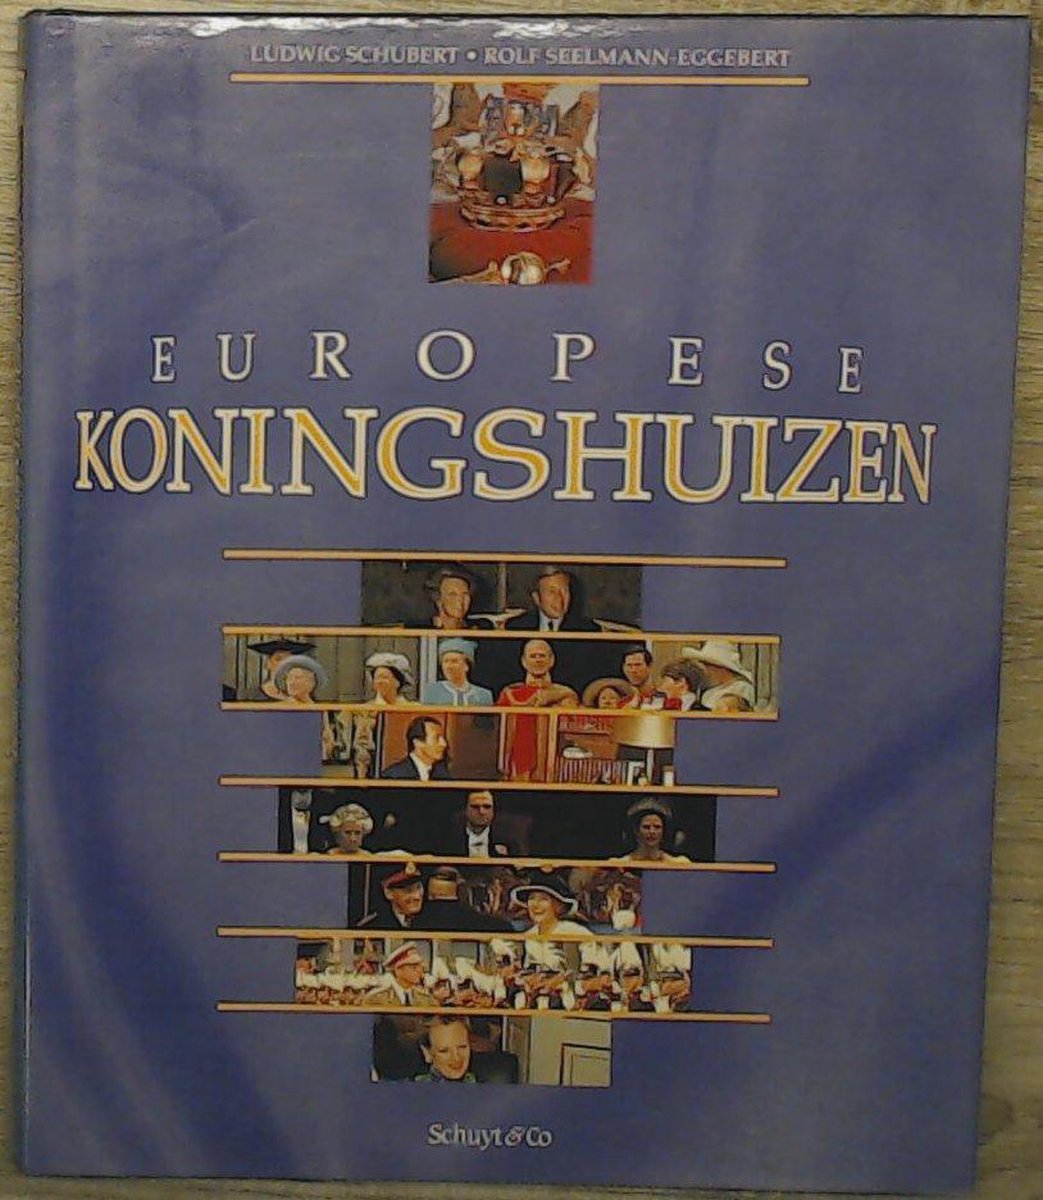 LUDWIG SCHUBERT • ROLF SEELMANN-EGGEBERT
EUROPESE
KONINGSHUIZEN
Schuyt & Co